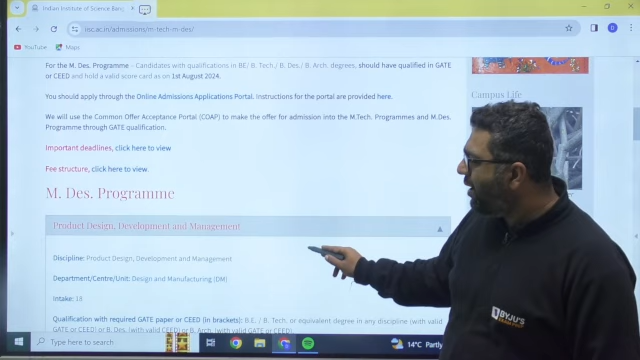 Indian Institute of Science Bang
iisc.ac.in/admissions/m-tech-m-des/
YouTube Maps
For the M. Des. Programme – Candidates with qualifications in BE/ B. Tech./ B. Des./ B. Arch. degrees, should have qualified in GATE
or CEED and hold a valid score card as on 1st August 2024.
You should apply through the Online Admissions Applications Portal. Instructions for the portal are provided here.
We will use the Common Offer Acceptance Portal (COAP) to make the offer for admission into the M.Tech. Programmes and M.Des.
Programme through GATE qualification.
Important deadlines, click here to view
Fee structure, click here to view.
Campus Life
M. Des. Programme
Product Design, Development and Management
Discipline: Product Design, Development and Management
Department/Centre/Unit: Design and Manufacturing (DM)
Intake: 18
Qualification with required GATE paper or CEED (in brackets): B.E. / B. Tech. or equivalent degree in any discipline (with valid
GATE or CEED) or B. Des. (with valid CEED) or B. Arch. (with valid GATE or CEED).
BYJU'S
EXAM PREP
Type here to search
14°C Partly